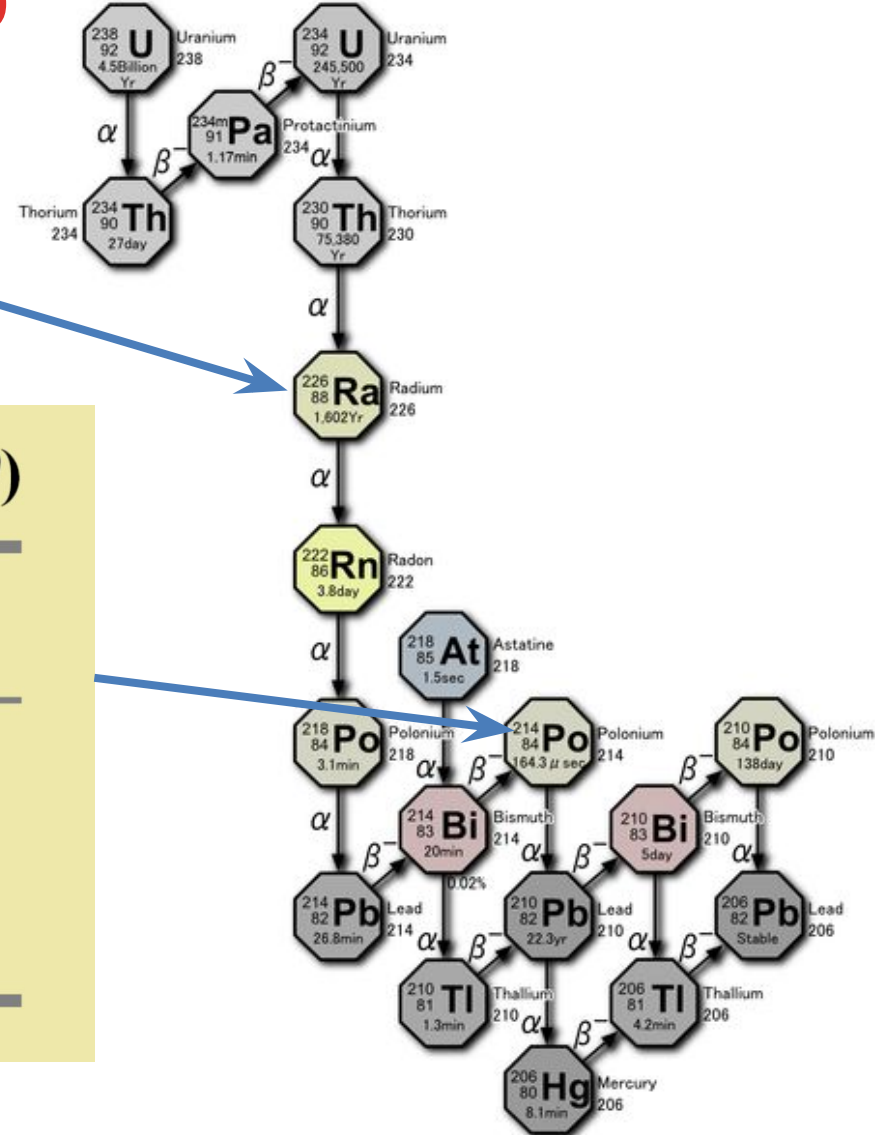 238
92 U
4.5Billion
Yr
Uranium
238
234
92 U
245,500
Yr
Uranium
234
β−
α
234m
91 Pa
1.17min
Protactinium
234
β−
α
Thorium
234
234
90 Th
27day
230
90 Th
75,380
Yr
Thorium
230
α
226
88 Ra
1,602Yr
Radium
226
)
α
222
86 Rn
3.8day
Radon
222
α
218
85 At
1.5sec
Astatine
218
218
84 Po
3.1min
Polonium
218
α
β−
214
84 Po
164.3 μ sec
Polonium
214
β−
210
84 Po
138day
Polonium
210
α
β−
214
83 Bi
20min
Bismuth
214
0.02%
α
β−
210
83 Bi
5day
Bismuth
210
α
214
82 Pb
26.8min
Lead
214
α
β−
210
82 Pb
22.3yr
Lead
210
α
β−
206
82 Pb
Stable
Lead
206
210
81 Tl
1.3min
Thallium
210
α
β−
206
81 Tl
4.2min
Thallium
206
206
80 Hg
8.1min
Mercury
206